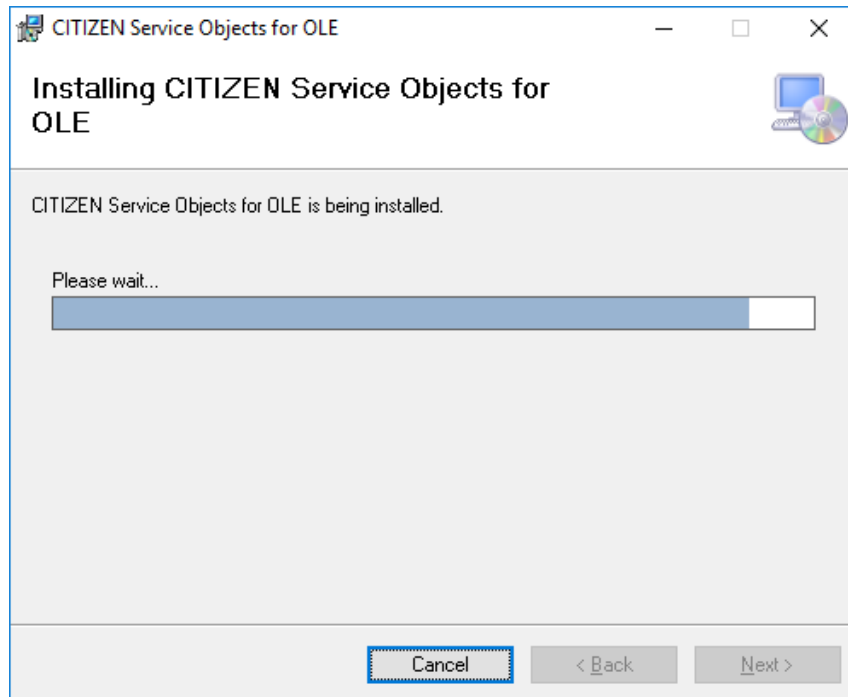 CITIZEN Service Objects for OLE
Installing CITIZEN Service Objects for
OLE
CITIZEN Service Objects for OLE is being installed.
Please wait...
Cancel
< Back
Next >